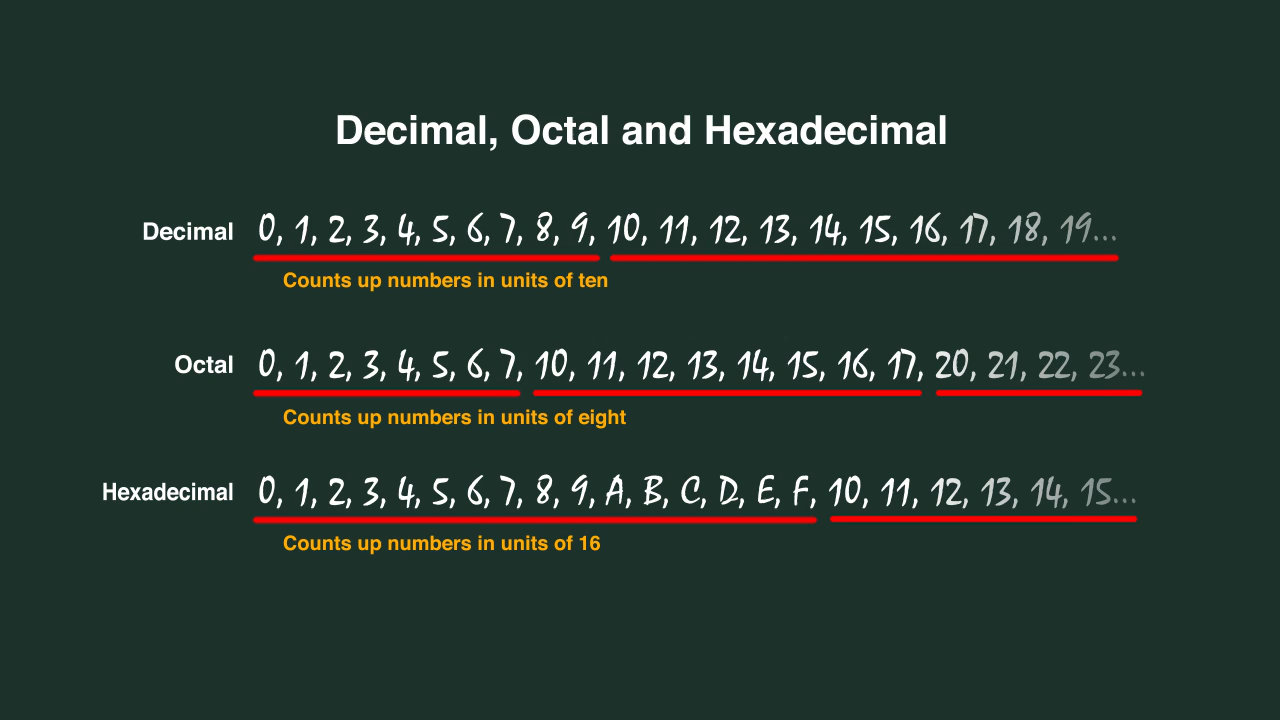 Decimal, Octal and Hexadecimal
Decimal 0, 1, 2, 3, 4, 5, 6, 7, 8, 9, 10, 11, 12, 13, 14, 15, 16, 17, 18, 19...
Counts up numbers in units of ten
Octal 0, 1, 2, 3, 4, 5, 6, 7, 10, 11, 12, 13, 14, 15, 16, 17, 20, 21, 22, 23...
Counts up numbers in units of eight
Hexadecimal 0, 1, 2, 3, 4, 5, 6, 7, 8, 9, A, B, C, D, E, F, 10, 11, 12, 13, 14, 15...
Counts up numbers in units of 16